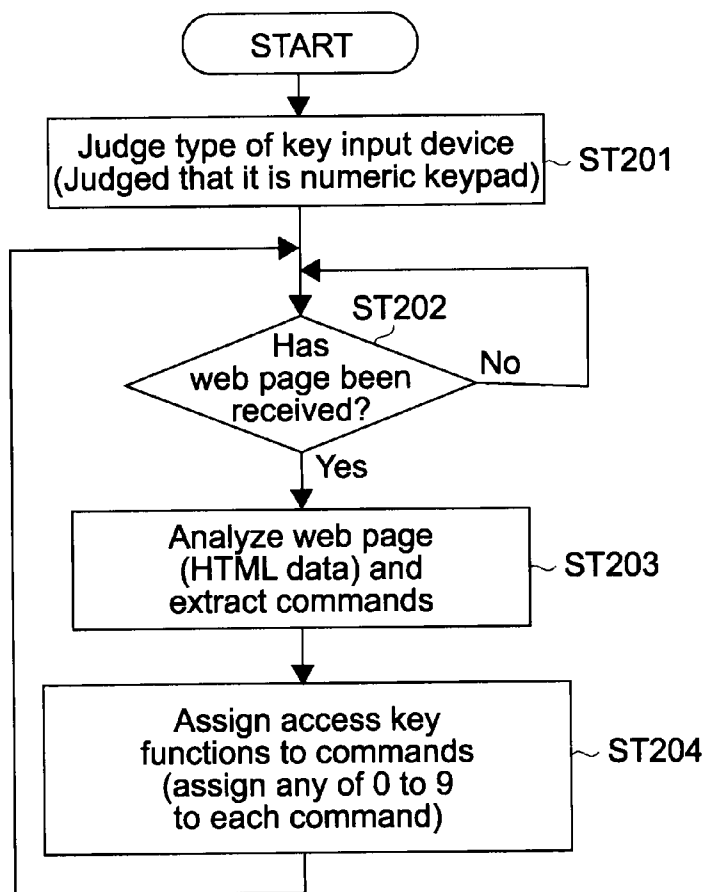 START
Judge type of key input device
(Judged that it is numeric keypad)
ST201
ST202
Has
web page been
received?
No
Yes
Analyze web page
(HTML data) and
extract commands
ST203
Assign access key
functions to commands
(assign any of 0 to 9
to each command)
ST204